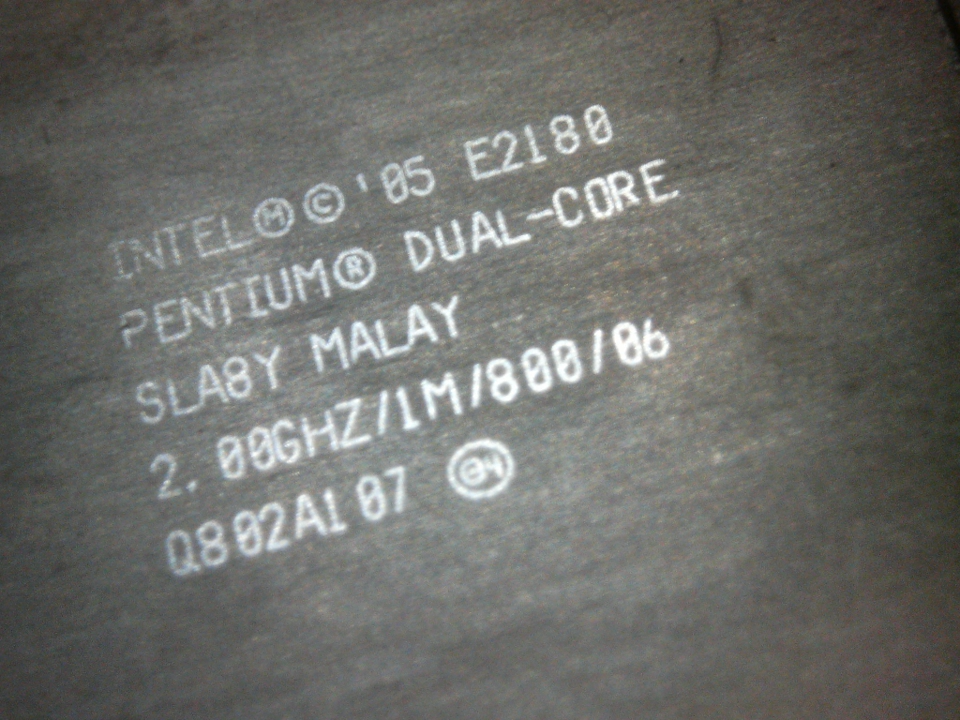 INTEL Ⓜ © '05 E2180
PENTIUM® DUAL-CORE
SLA8Y MALAY
2.00GHZ/1M/800/06
Q802A107 e4